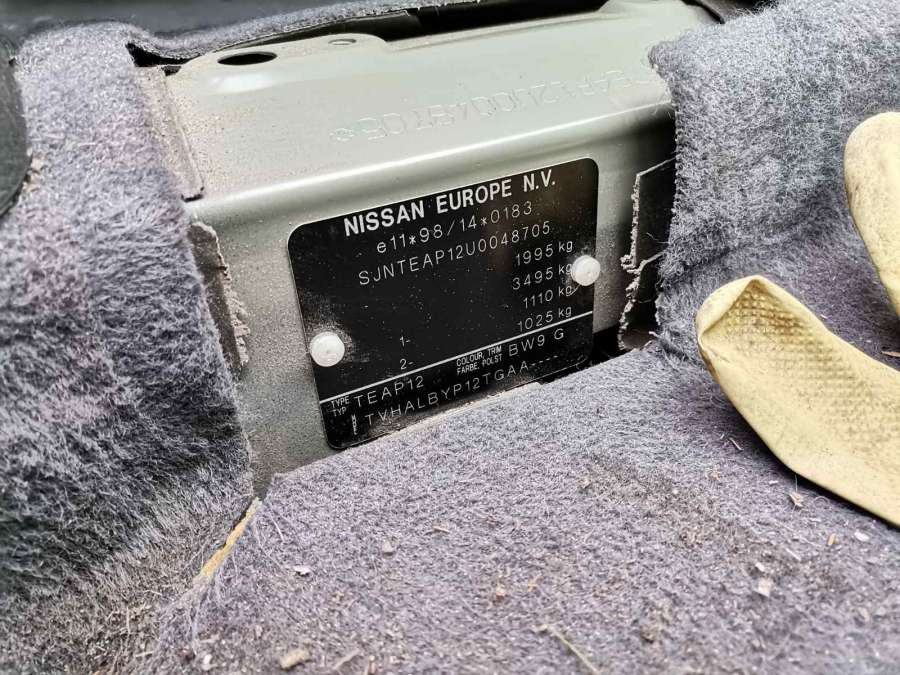 NISSAN EUROPE N.V.
e11*98/14*0183
SJNTEAP12U0048705
1995 kg
3495 kg
1- 1110 kg
2- 1025 kg
TYPE TYP TEAP12 COLOUR, TRIM FARBE, POLST BW9 G
TVHALBYP12TGAA-----